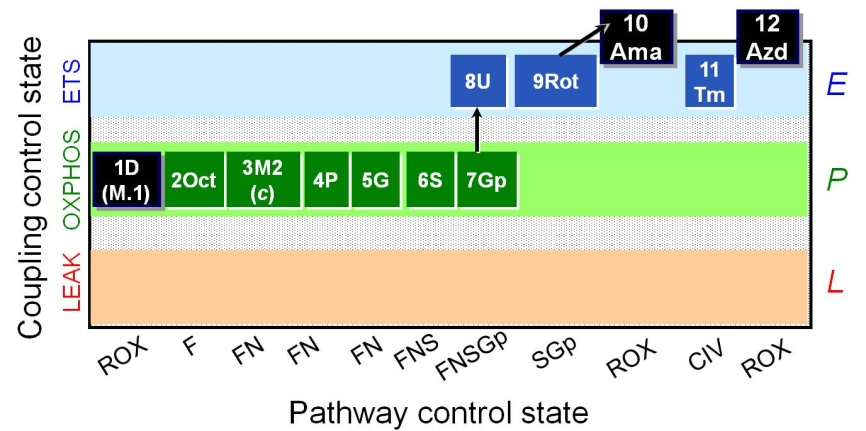 10
Ama
12
Azd
8U
9Rot
11
Tm
ETS
E
1D
(M.1)
2Oct
3M2
(c)
4P
5G
6S
7Gp
OXPHOS
P
LEAK
L
Coupling control state
ROX
F
FN
FN
FN
FNS
FNSGp
SGp
ROX
CIV
ROX
Pathway control state